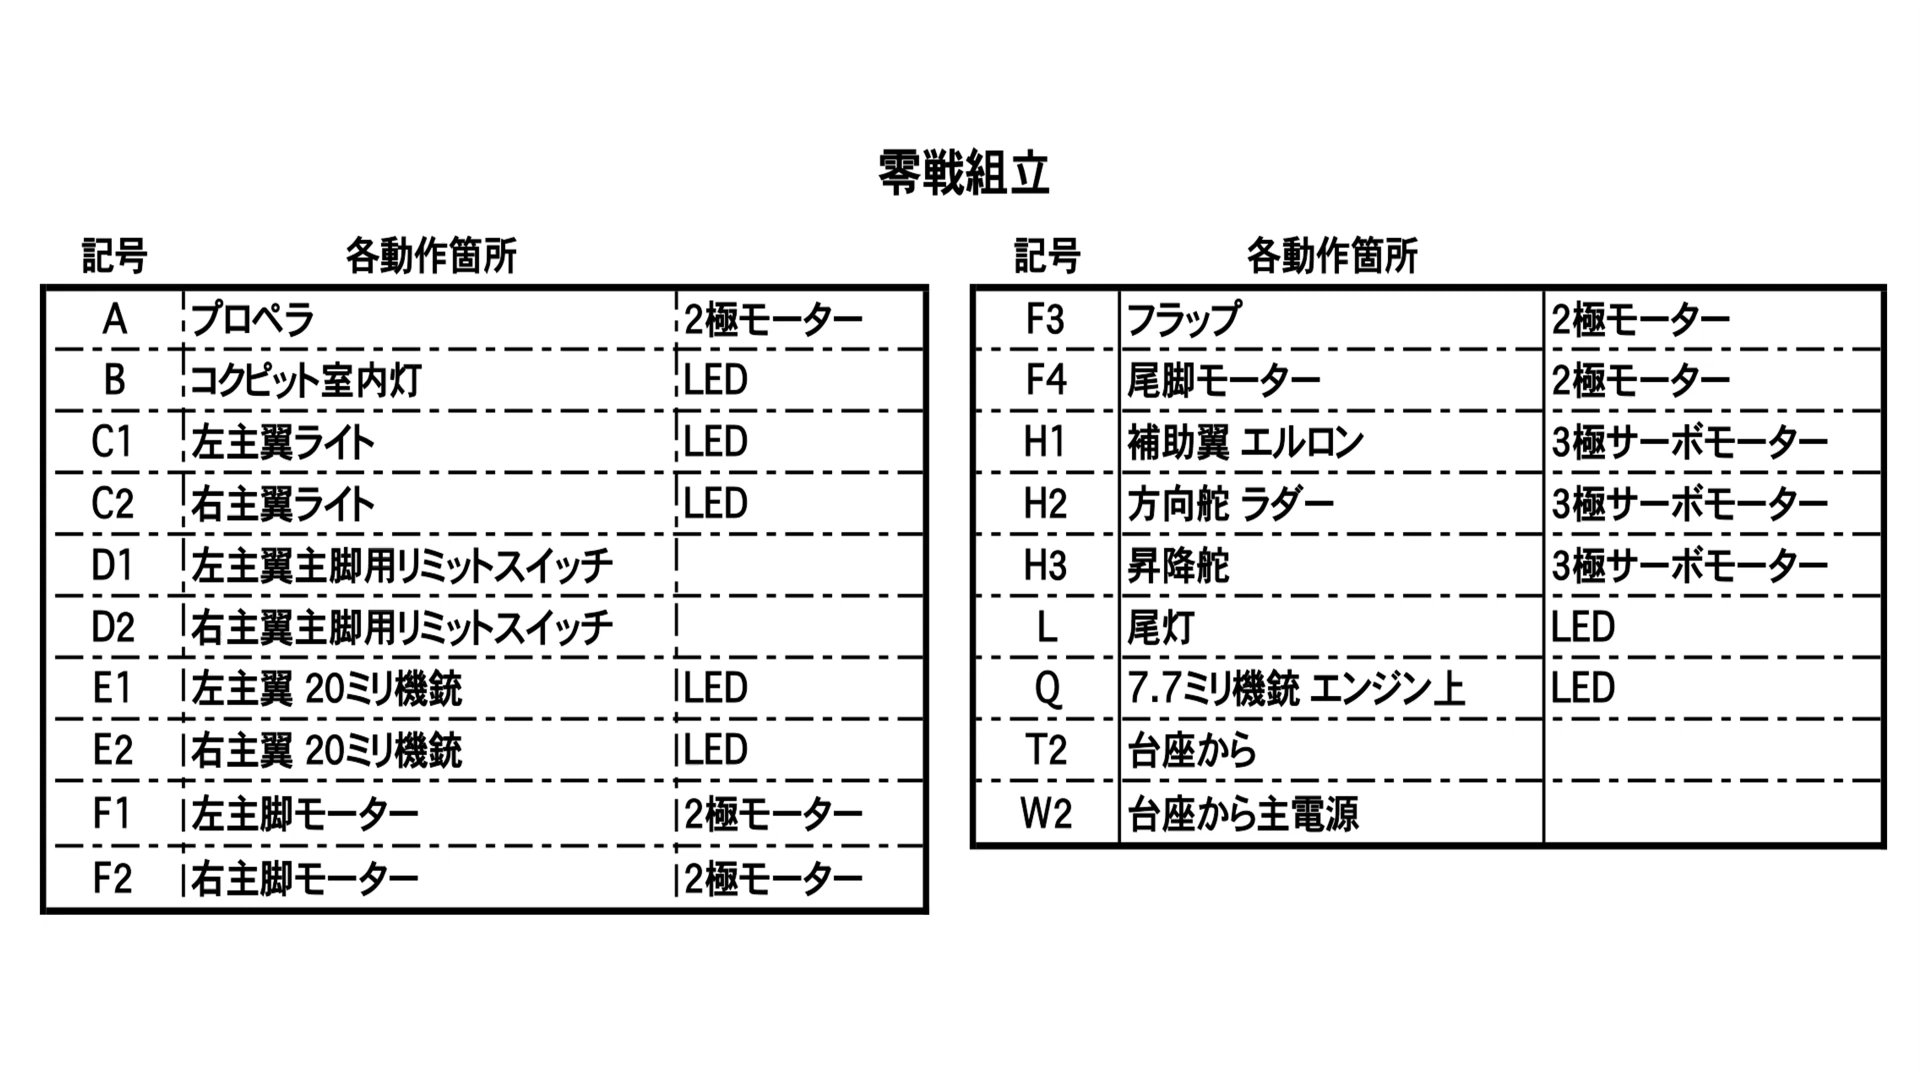 零戦組立
記号 各動作箇所
A プロペラ 2極モーター
B コクピット室内灯 LED
C1 左主翼ライト LED
C2 右主翼ライト LED
D1 左主翼主脚用リミットスイッチ
D2 右主翼主脚用リミットスイッチ
E1 左主翼 20ミリ機銃 LED
E2 右主翼 20ミリ機銃 LED
F1 左主脚モーター 2極モーター
F2 右主脚モーター 2極モーター
記号 各動作箇所
F3 フラップ 2極モーター
F4 尾脚モーター 2極モーター
H1 補助翼 エルロン 3極サーボモーター
H2 方向舵 ラダー 3極サーボモーター
H3 昇降舵 3極サーボモーター
L 尾灯 LED
Q 7.7ミリ機銃 エンジン上 LED
T2 台座から
W2 台座から主電源